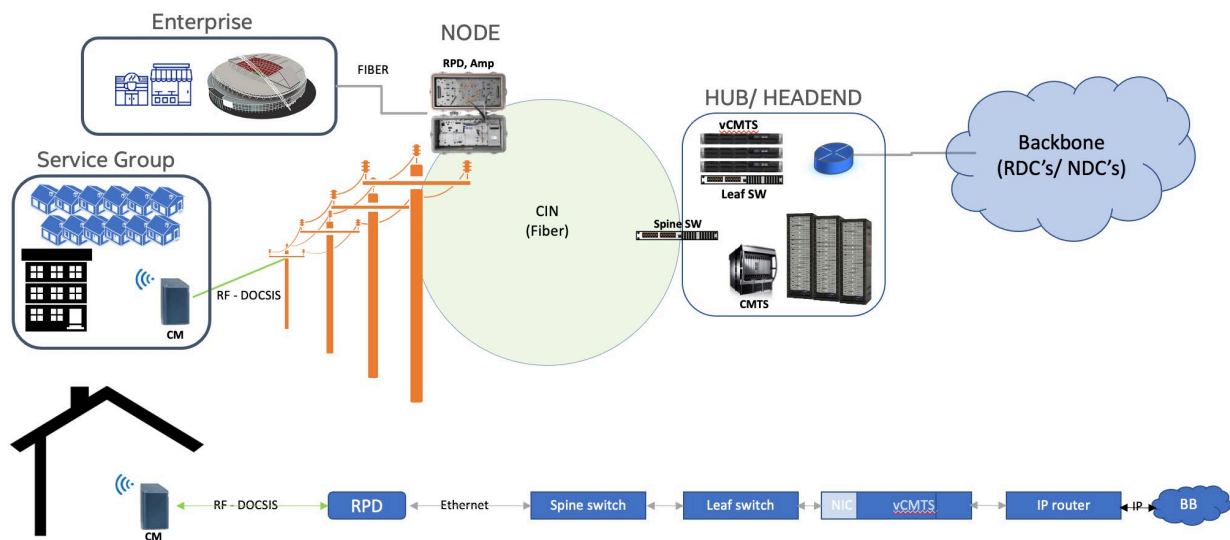 Enterprise
NODE
RPD, Amp
FIBER
HUB/ HEADEND
vCMTS
Leaf SW
Backbone
(RDC's/ NDC's)
Service Group
CIN
(Fiber)
Spine SW
RF - DOCSIS
CM
CMTS
CM
RF - DOCSIS
RPD
Ethernet
Spine switch
Leaf switch
NIC
vCMTS
IP router
IP
BB